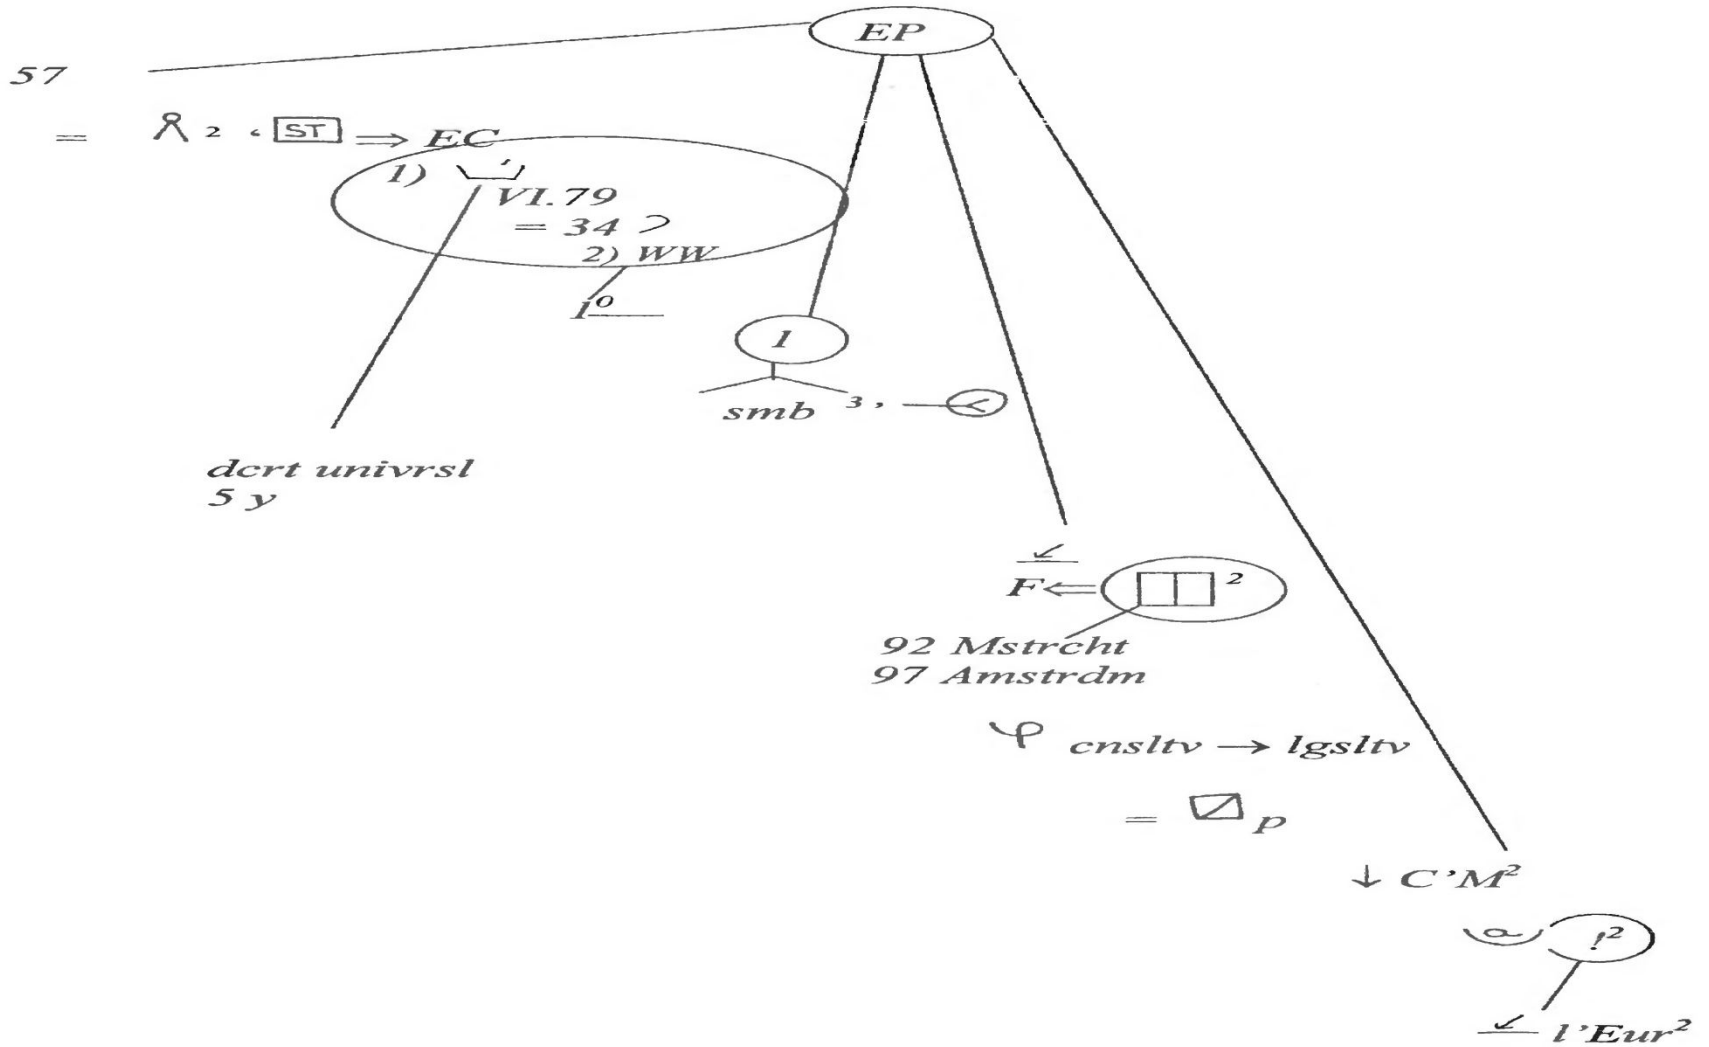 EP
57
= 2 ST ⇒ EC
1)
VI.79
= 34
2) WW
1⁰
1
smb 3,
dcrt univrsl
5 y
F ⇐ 2
92 Mstrcht
97 Amstrdm
φ cnsltv → lgsltv
= p
↓ C'M²
a !²
l'Eur²